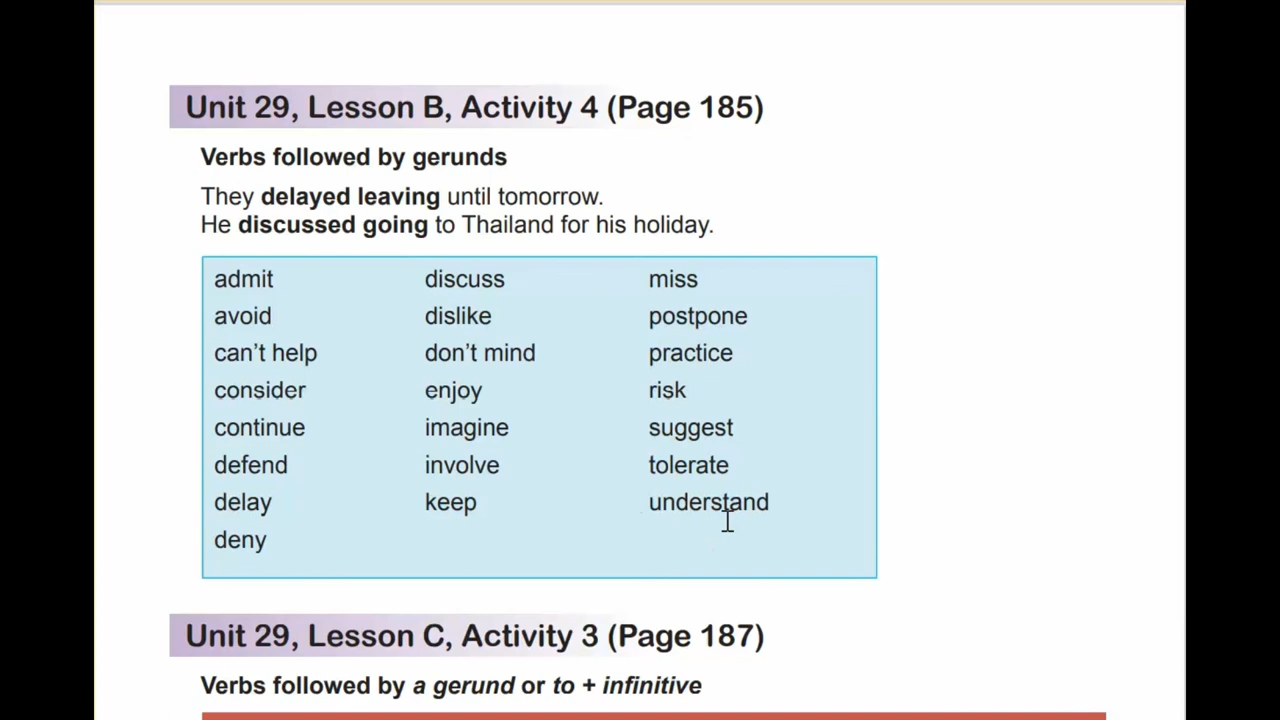 Unit 29, Lesson B, Activity 4 (Page 185)
Verbs followed by gerunds
They delayed leaving until tomorrow.
He discussed going to Thailand for his holiday.
admit discuss miss
avoid dislike postpone
can't help don't mind practice
consider enjoy risk
continue imagine suggest
defend involve tolerate
delay keep understand
deny
Unit 29, Lesson C, Activity 3 (Page 187)
Verbs followed by a gerund or to + infinitive